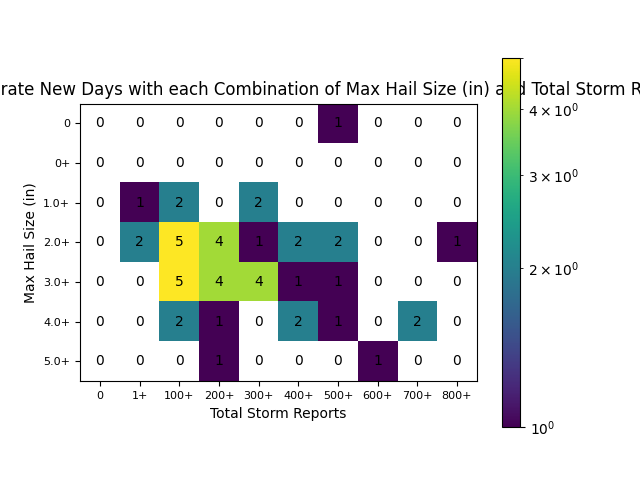 rate New Days with each Combination of Max Hail Size (in) and Total Storm R
Max Hail Size (in)
0 0 0 0 0 0 0 1 0 0 0
0+ 0 0 0 0 0 0 0 0 0 0
1.0+ 0 1 2 0 2 0 0 0 0 0
2.0+ 0 2 5 4 1 2 2 0 0 1
3.0+ 0 0 5 4 4 1 1 0 0 0
4.0+ 0 0 2 1 0 2 1 0 2 0
5.0+ 0 0 0 1 0 0 0 1 0 0
0 1+ 100+ 200+ 300+ 400+ 500+ 600+ 700+ 800+
Total Storm Reports
4 × 10⁰
3 × 10⁰
2 × 10⁰
10⁰